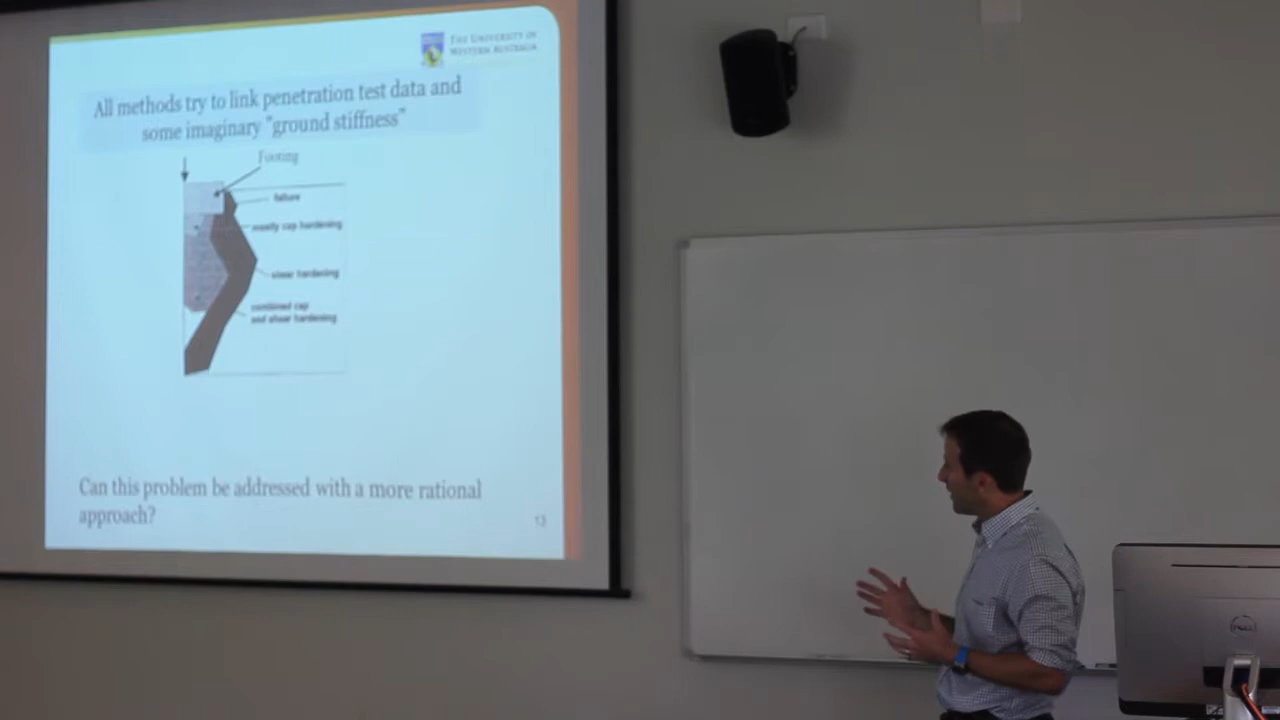 THE UNIVERSITY OF
WESTERN AUSTRALIA
All methods try to link penetration test data and
some imaginary "ground stiffness"
Footing
failure
mostly cap hardening
shear hardening
combined cap
and shear hardening
Can this problem be addressed with a more rational
approach?
13
DELL